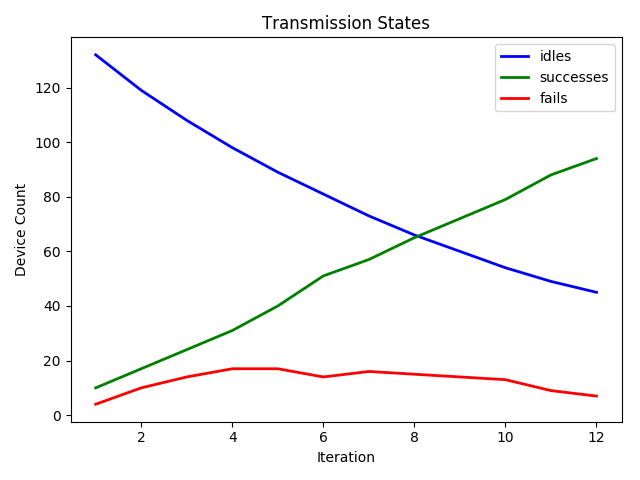 Transmission States
idles
successes
fails
Device Count
120
100
80
60
40
20
0
2 4 6 8 10 12
Iteration